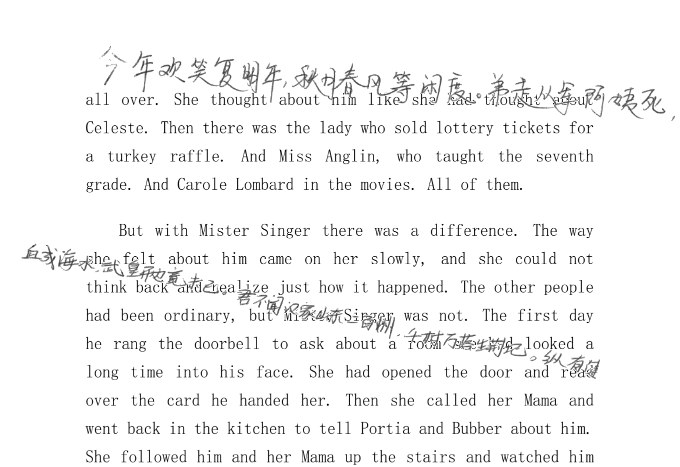 今年欢笑复明年,秋月春风等闲度。弟走从军阿姨死,
all over. She thought about him like she had thought about
Celeste. Then there was the lady who sold lottery tickets for
a turkey raffle. And Miss Anglin, who taught the seventh
grade. And Carole Lombard in the movies. All of them.
But with Mister Singer there was a difference. The way
血成海水,武皇开边意未已。君不闻汉家山东二百州,千村万落生荆杞。纵有健
she felt about him came on her slowly, and she could not
think back and realize just how it happened. The other people
had been ordinary, but Mister Singer was not. The first day
he rang the doorbell to ask about a room she had looked a
long time into his face. She had opened the door and read
over the card he handed her. Then she called her Mama and
went back in the kitchen to tell Portia and Bubber about him.
She followed him and her Mama up the stairs and watched him